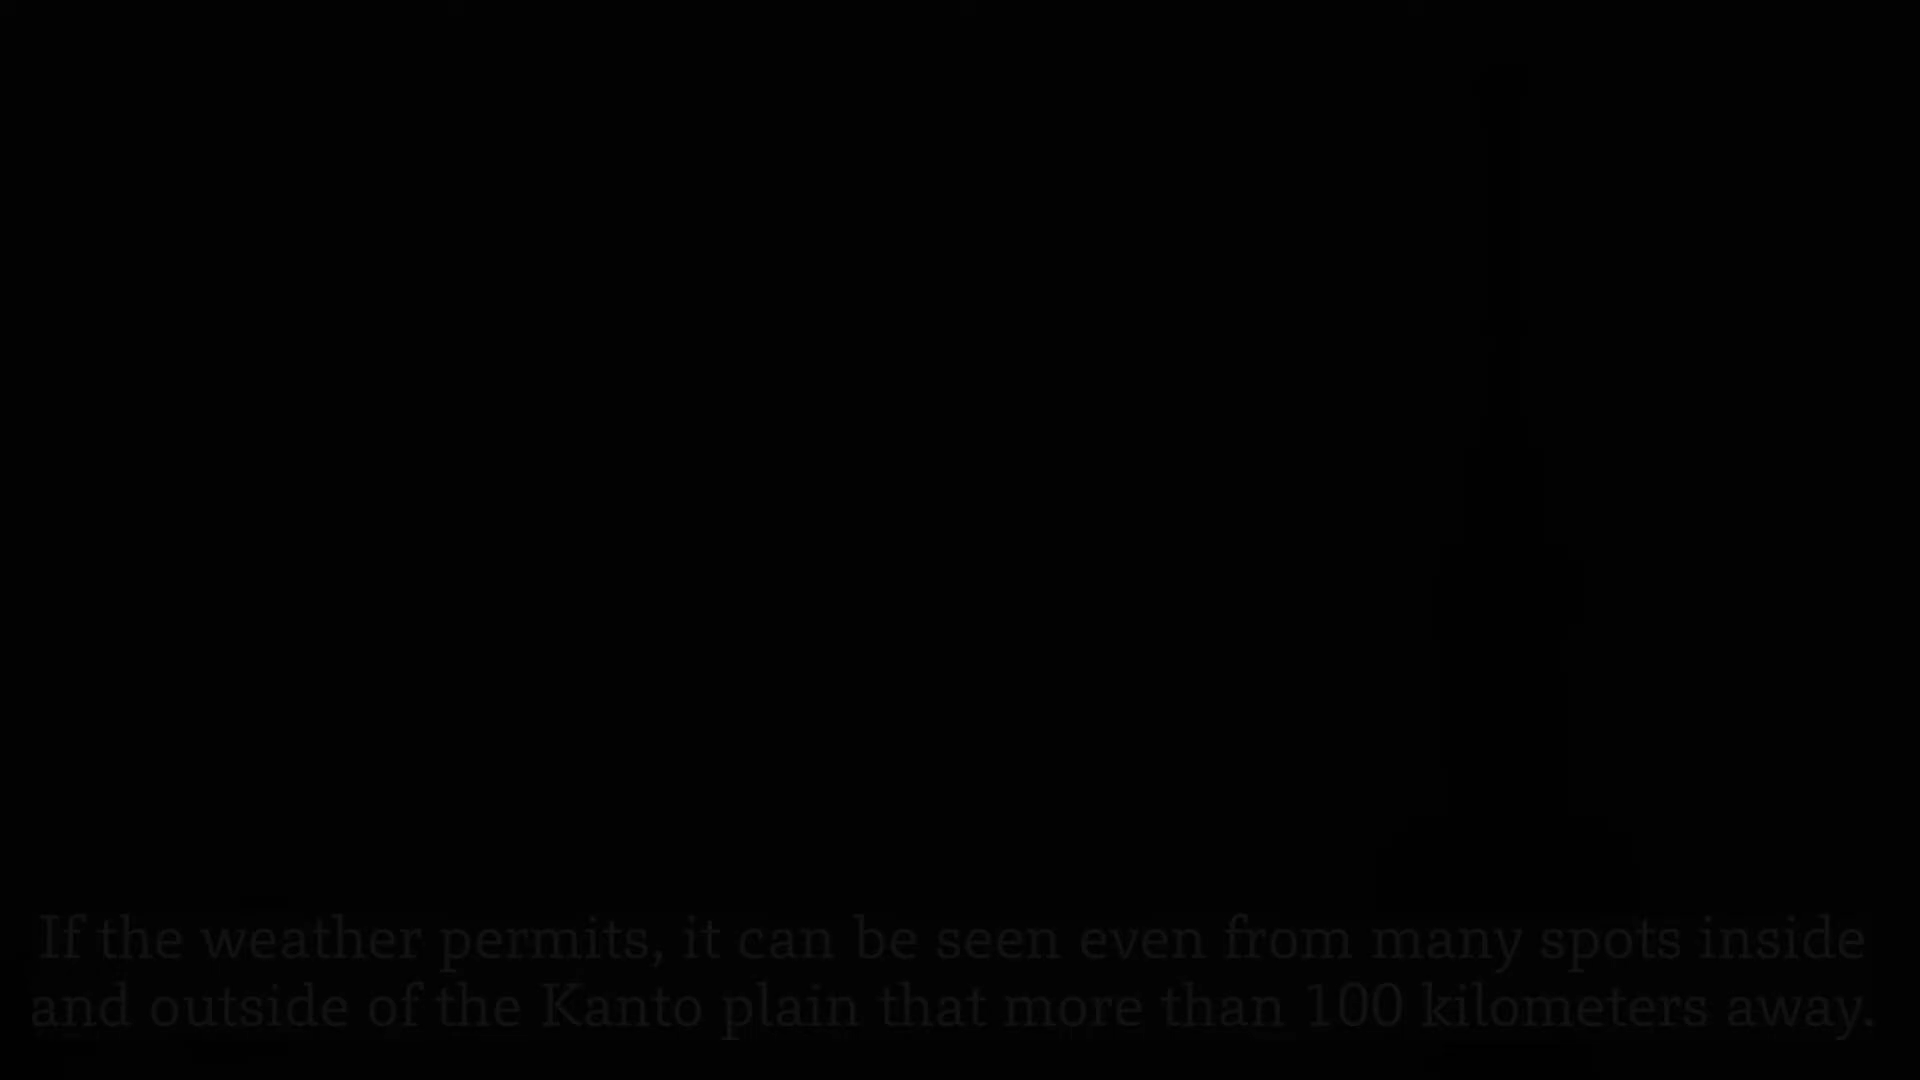 If the weather permits, it can be seen even from many spots inside
and outside of the Kanto plain that more than 100 kilometers away.